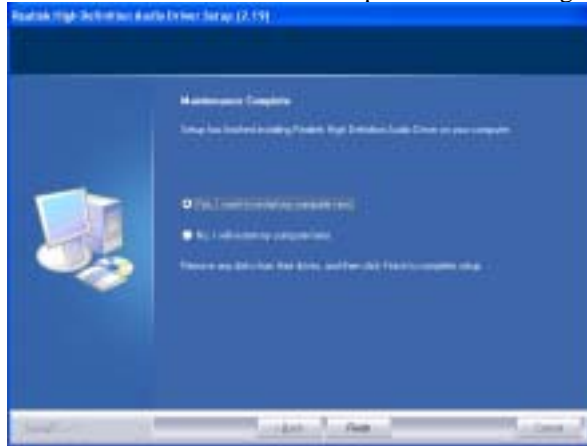 Realtek High Definition Audio Driver Setup (2.19)
Maintenance Complete
Setup has finished installing Realtek High Definition Audio Driver on your computer.
Yes, I want to restart my computer now.
No, I will restart my computer later.
Remove any disks from their drives, and then click Finish to complete setup.
< Back
Finish
Cancel